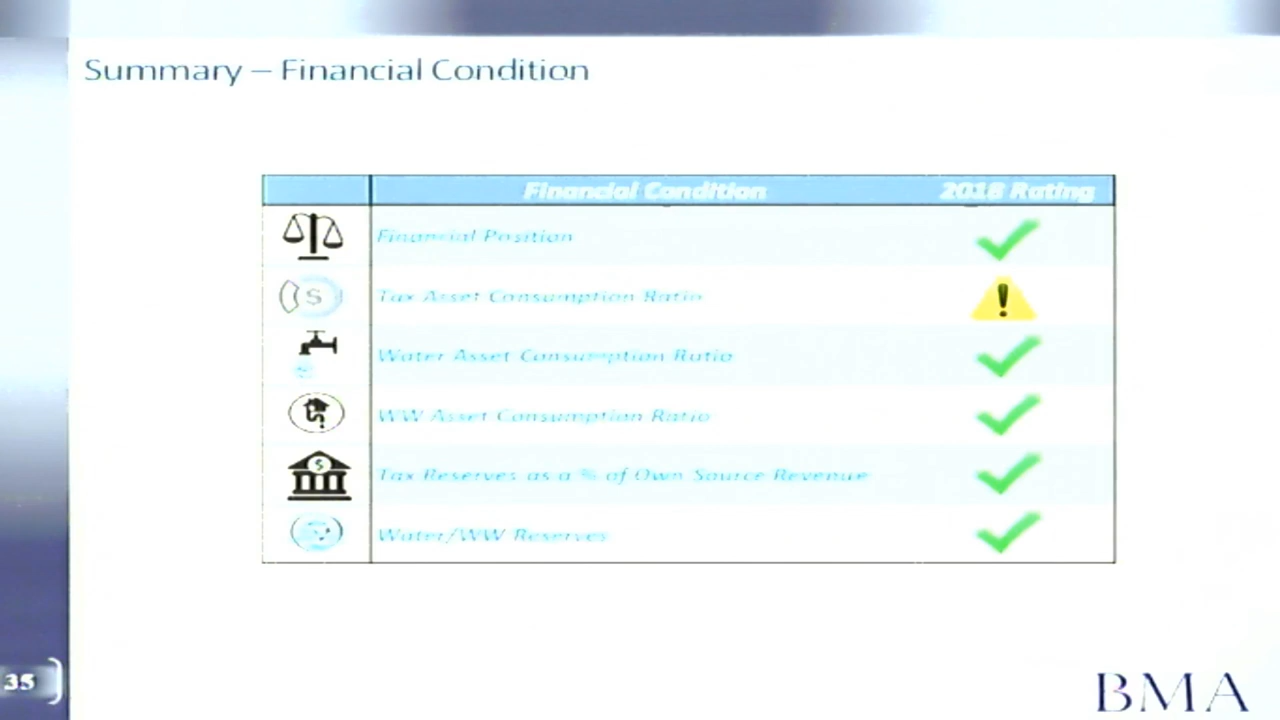 Summary – Financial Condition
Financial Condition 2018 Rating
Financial Position
$ Tax Asset Consumption Ratio
Water Asset Consumption Ratio
WW Asset Consumption Ratio
$ Tax Reserves as a % of Own Source Revenue
Water/WW Reserves
35
BMA